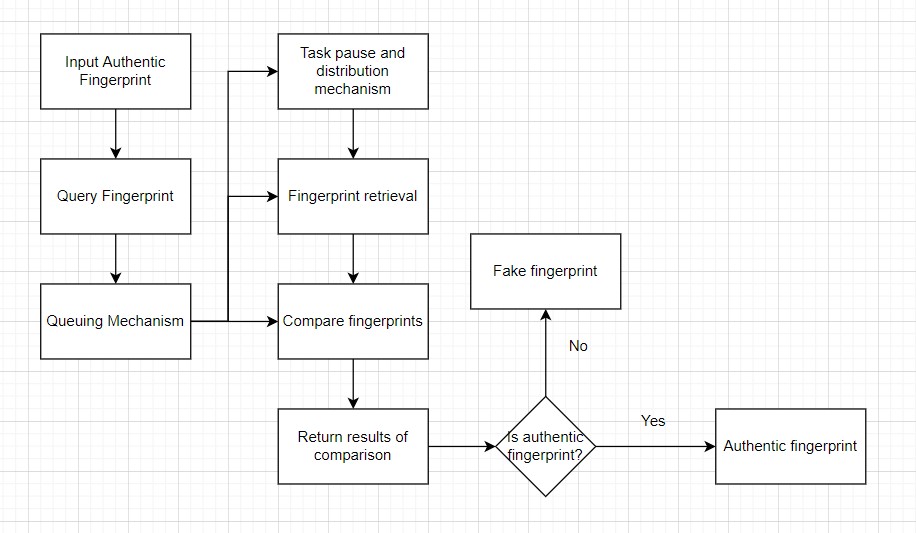 Input Authentic
Fingerprint
Query Fingerprint
Queuing Mechanism
Task pause and
distribution
mechanism
Fingerprint retrieval
Compare fingerprints
Return results of
comparison
Is authentic
fingerprint?
No
Fake fingerprint
Yes
Authentic fingerprint